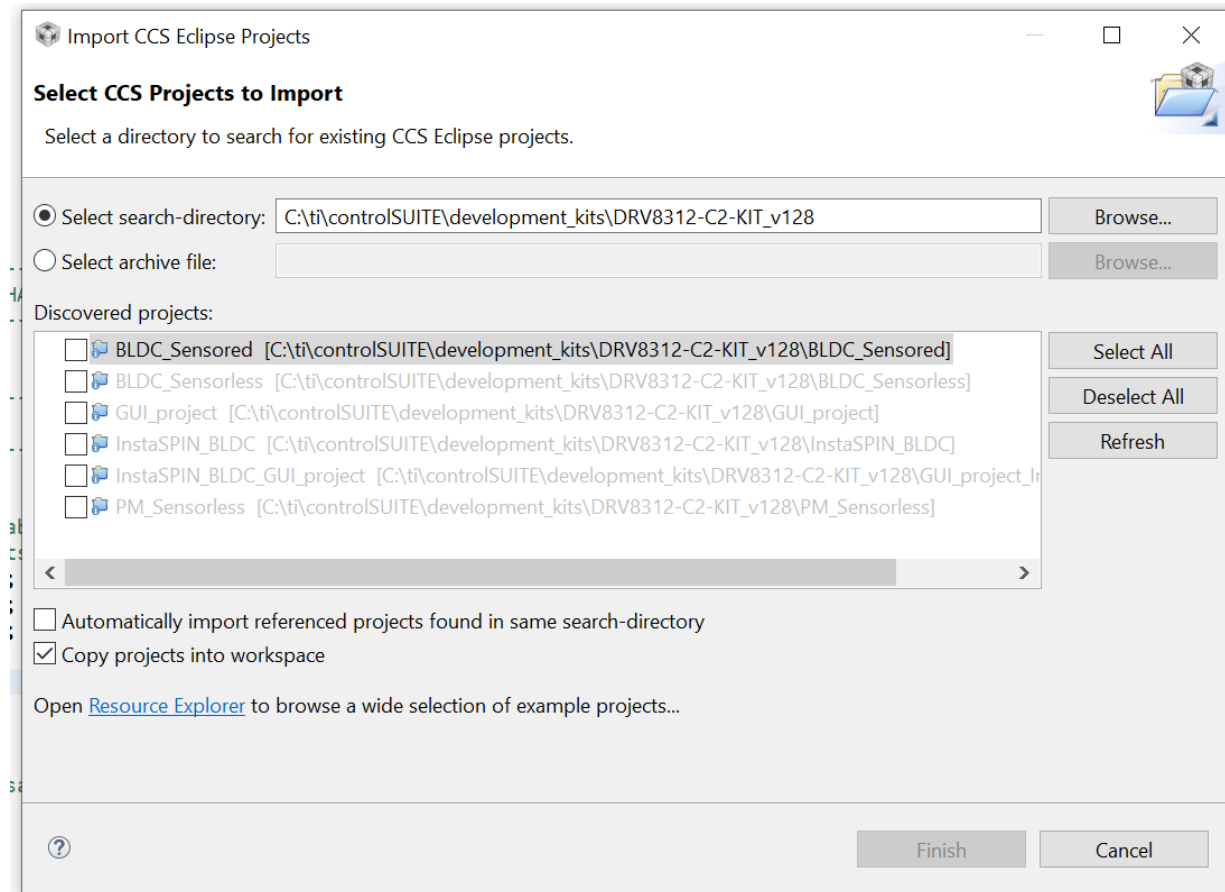 Import CCS Eclipse Projects
Select CCS Projects to Import
Select a directory to search for existing CCS Eclipse projects.
Select search-directory: C:\ti\controlSUITE\development_kits\DRV8312-C2-KIT_v128 Browse...
Select archive file: Browse...
Discovered projects:
BLDC_Sensored [C:\ti\controlSUITE\development_kits\DRV8312-C2-KIT_v128\BLDC_Sensored] Select All
BLDC_Sensorless [C:\ti\controlSUITE\development_kits\DRV8312-C2-KIT_v128\BLDC_Sensorless]
Deselect All
GUI_project [C:\ti\controlSUITE\development_kits\DRV8312-C2-KIT_v128\GUI_project]
InstaSPIN_BLDC [C:\ti\controlSUITE\development_kits\DRV8312-C2-KIT_v128\InstaSPIN_BLDC] Refresh
InstaSPIN_BLDC_GUI_project [C:\ti\controlSUITE\development_kits\DRV8312-C2-KIT_v128\GUI_project_I
PM_Sensorless [C:\ti\controlSUITE\development_kits\DRV8312-C2-KIT_v128\PM_Sensorless]
Automatically import referenced projects found in same search-directory
Copy projects into workspace
Open Resource Explorer to browse a wide selection of example projects...
? Finish Cancel